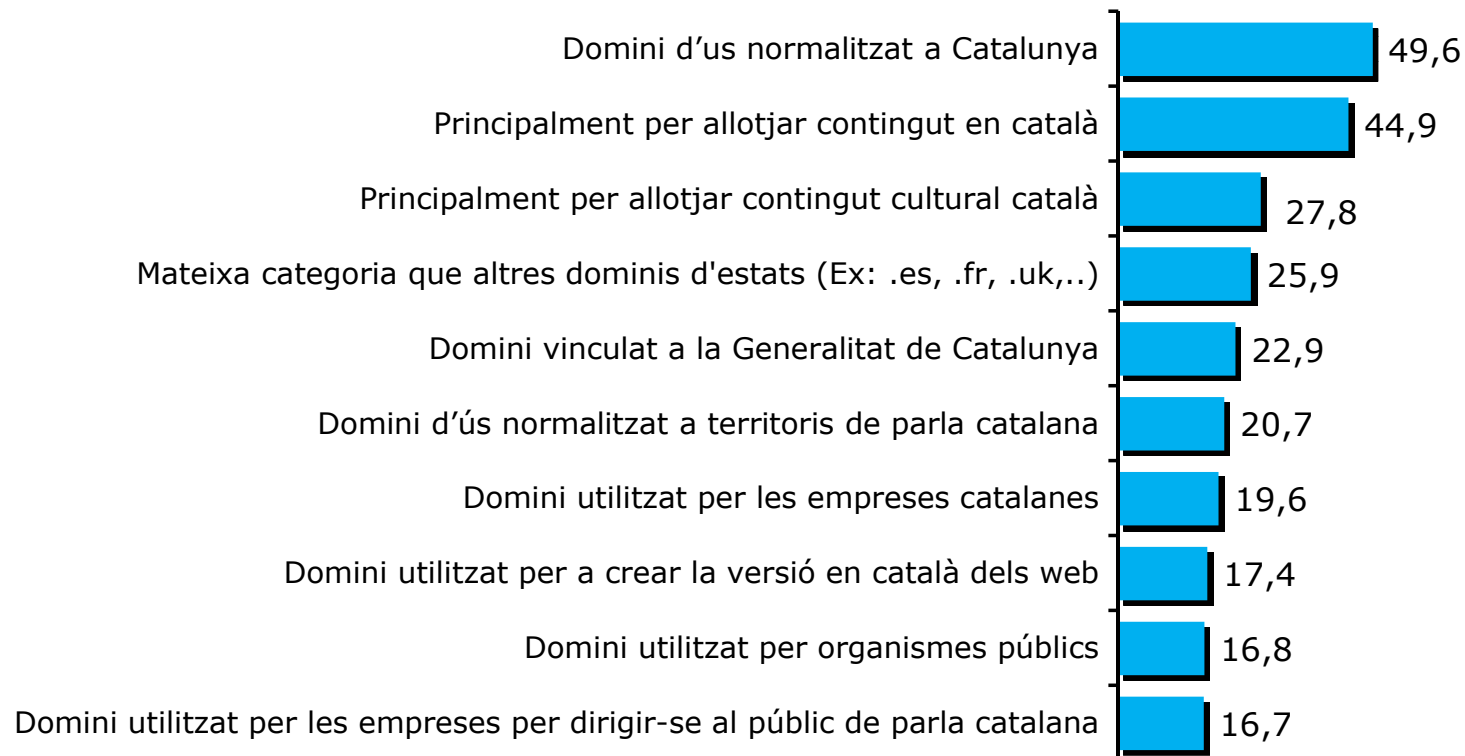 Domini d’us normalitzat a Catalunya 49,6
Principalment per allotjar contingut en català 44,9
Principalment per allotjar contingut cultural català 27,8
Mateixa categoria que altres dominis d'estats (Ex: .es, .fr, .uk,..) 25,9
Domini vinculat a la Generalitat de Catalunya 22,9
Domini d’ús normalitzat a territoris de parla catalana 20,7
Domini utilitzat per les empreses catalanes 19,6
Domini utilitzat per a crear la versió en català dels web 17,4
Domini utilitzat per organismes públics 16,8
Domini utilitzat per les empreses per dirigir-se al públic de parla catalana 16,7